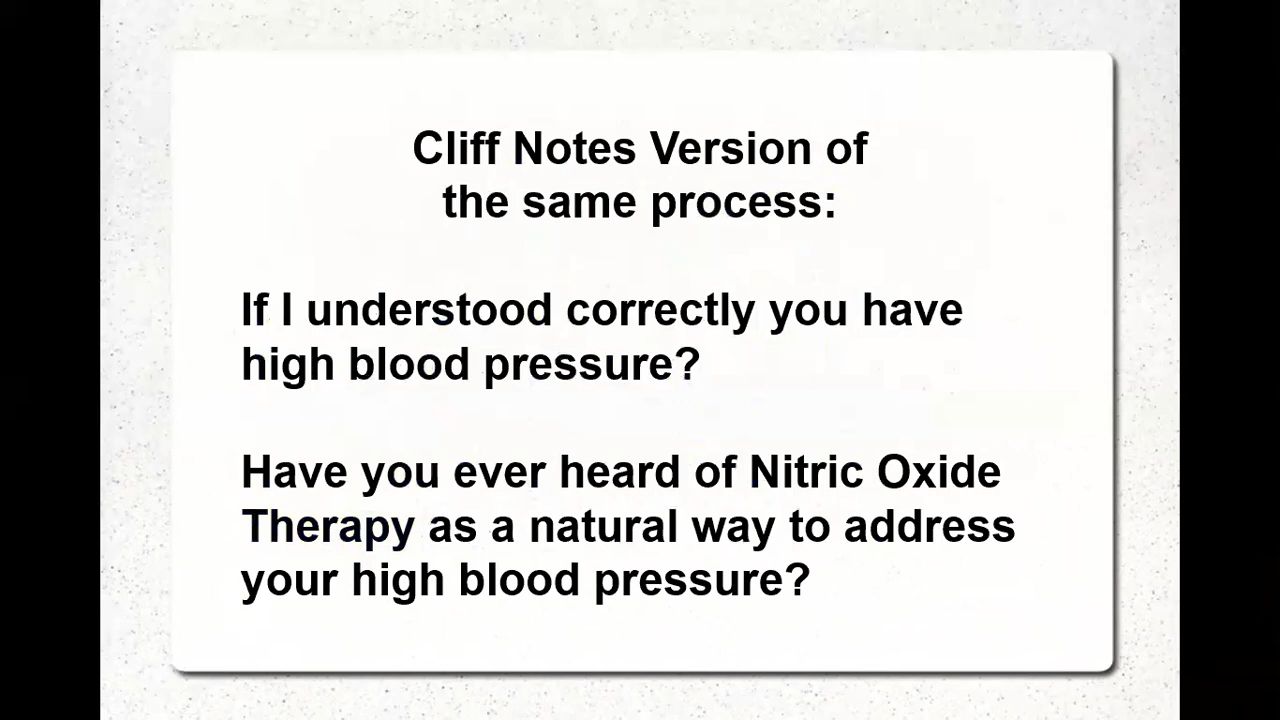 Cliff Notes Version of
the same process:
If I understood correctly you have
high blood pressure?
Have you ever heard of Nitric Oxide
Therapy as a natural way to address
your high blood pressure?